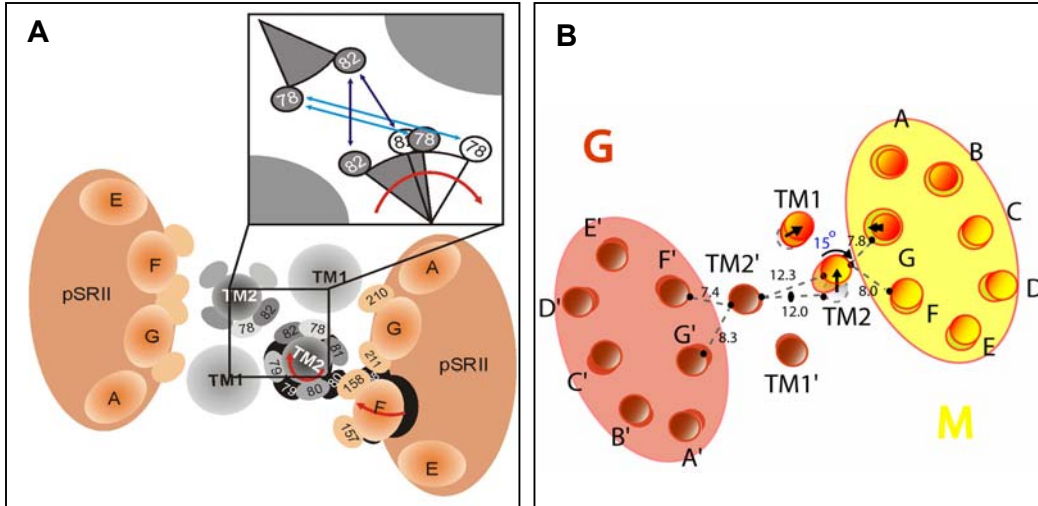 A
82
78
82
82
78
78
E
F
pSRII
G
A
TM2
82
78
TM1
TM1
82
78
81
TM2
79
79
80
80
210
A
G
211
158
F
157
pSRII
E
B
G
A
B
TM1
C
E'
15°
7.8
G
F'
TM2'
12.3
D'
7.4
8.0
D
12.0
TM2
F
G'
8.3
E
C'
TM1'
B'
A'
M